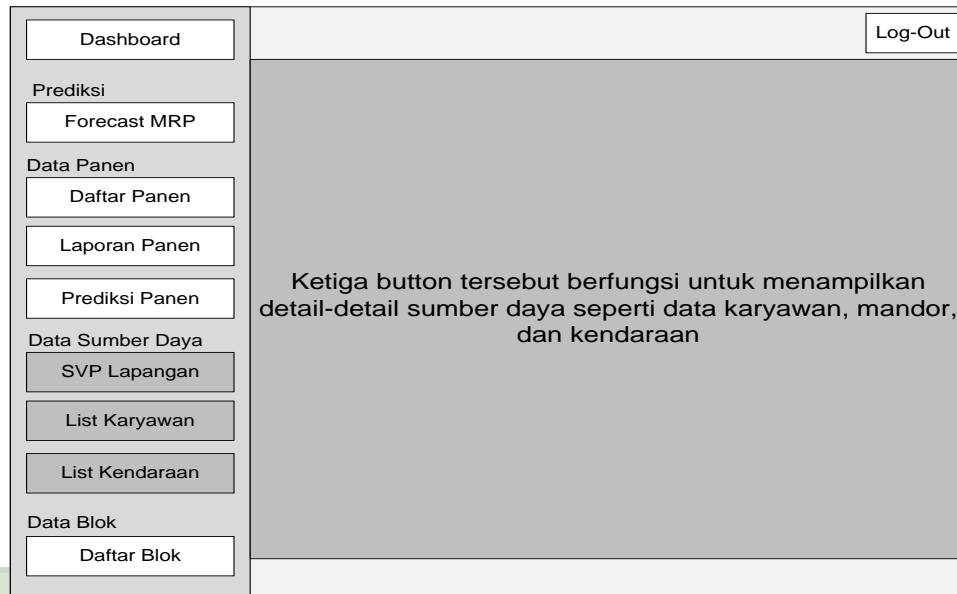 Dashboard
Log-Out
Prediksi
Forecast MRP
Data Panen
Daftar Panen
Laporan Panen
Prediksi Panen
Data Sumber Daya
SVP Lapangan
List Karyawan
List Kendaraan
Data Blok
Daftar Blok
Ketiga button tersebut berfungsi untuk menampilkan
detail-detail sumber daya seperti data karyawan, mandor,
dan kendaraan